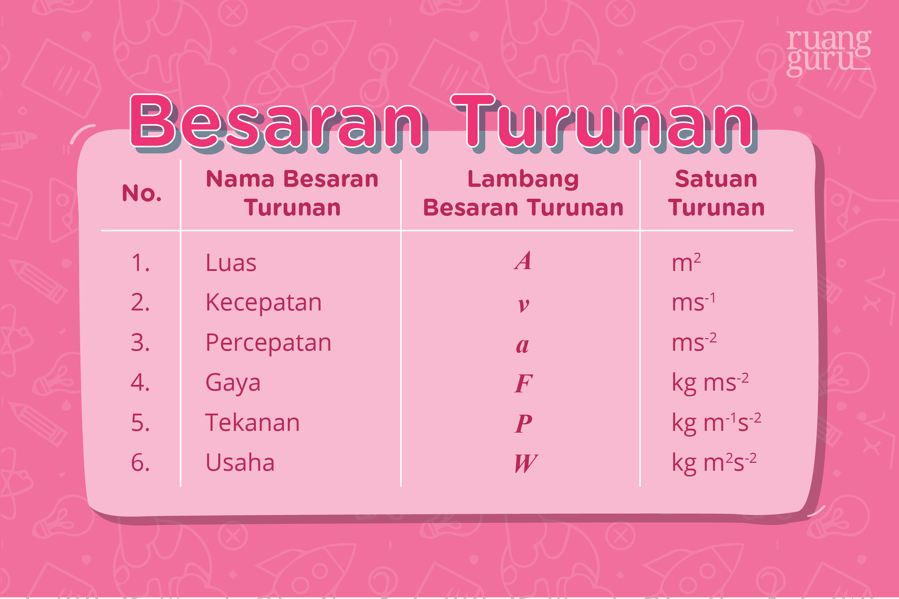 ruang
guru
Besaran Turunan
No. Nama Besaran Turunan Lambang Besaran Turunan Satuan Turunan
1. Luas A m²
2. Kecepatan v ms⁻¹
3. Percepatan a ms⁻²
4. Gaya F kg ms⁻²
5. Tekanan P kg m⁻¹s⁻²
6. Usaha W kg m²s⁻²